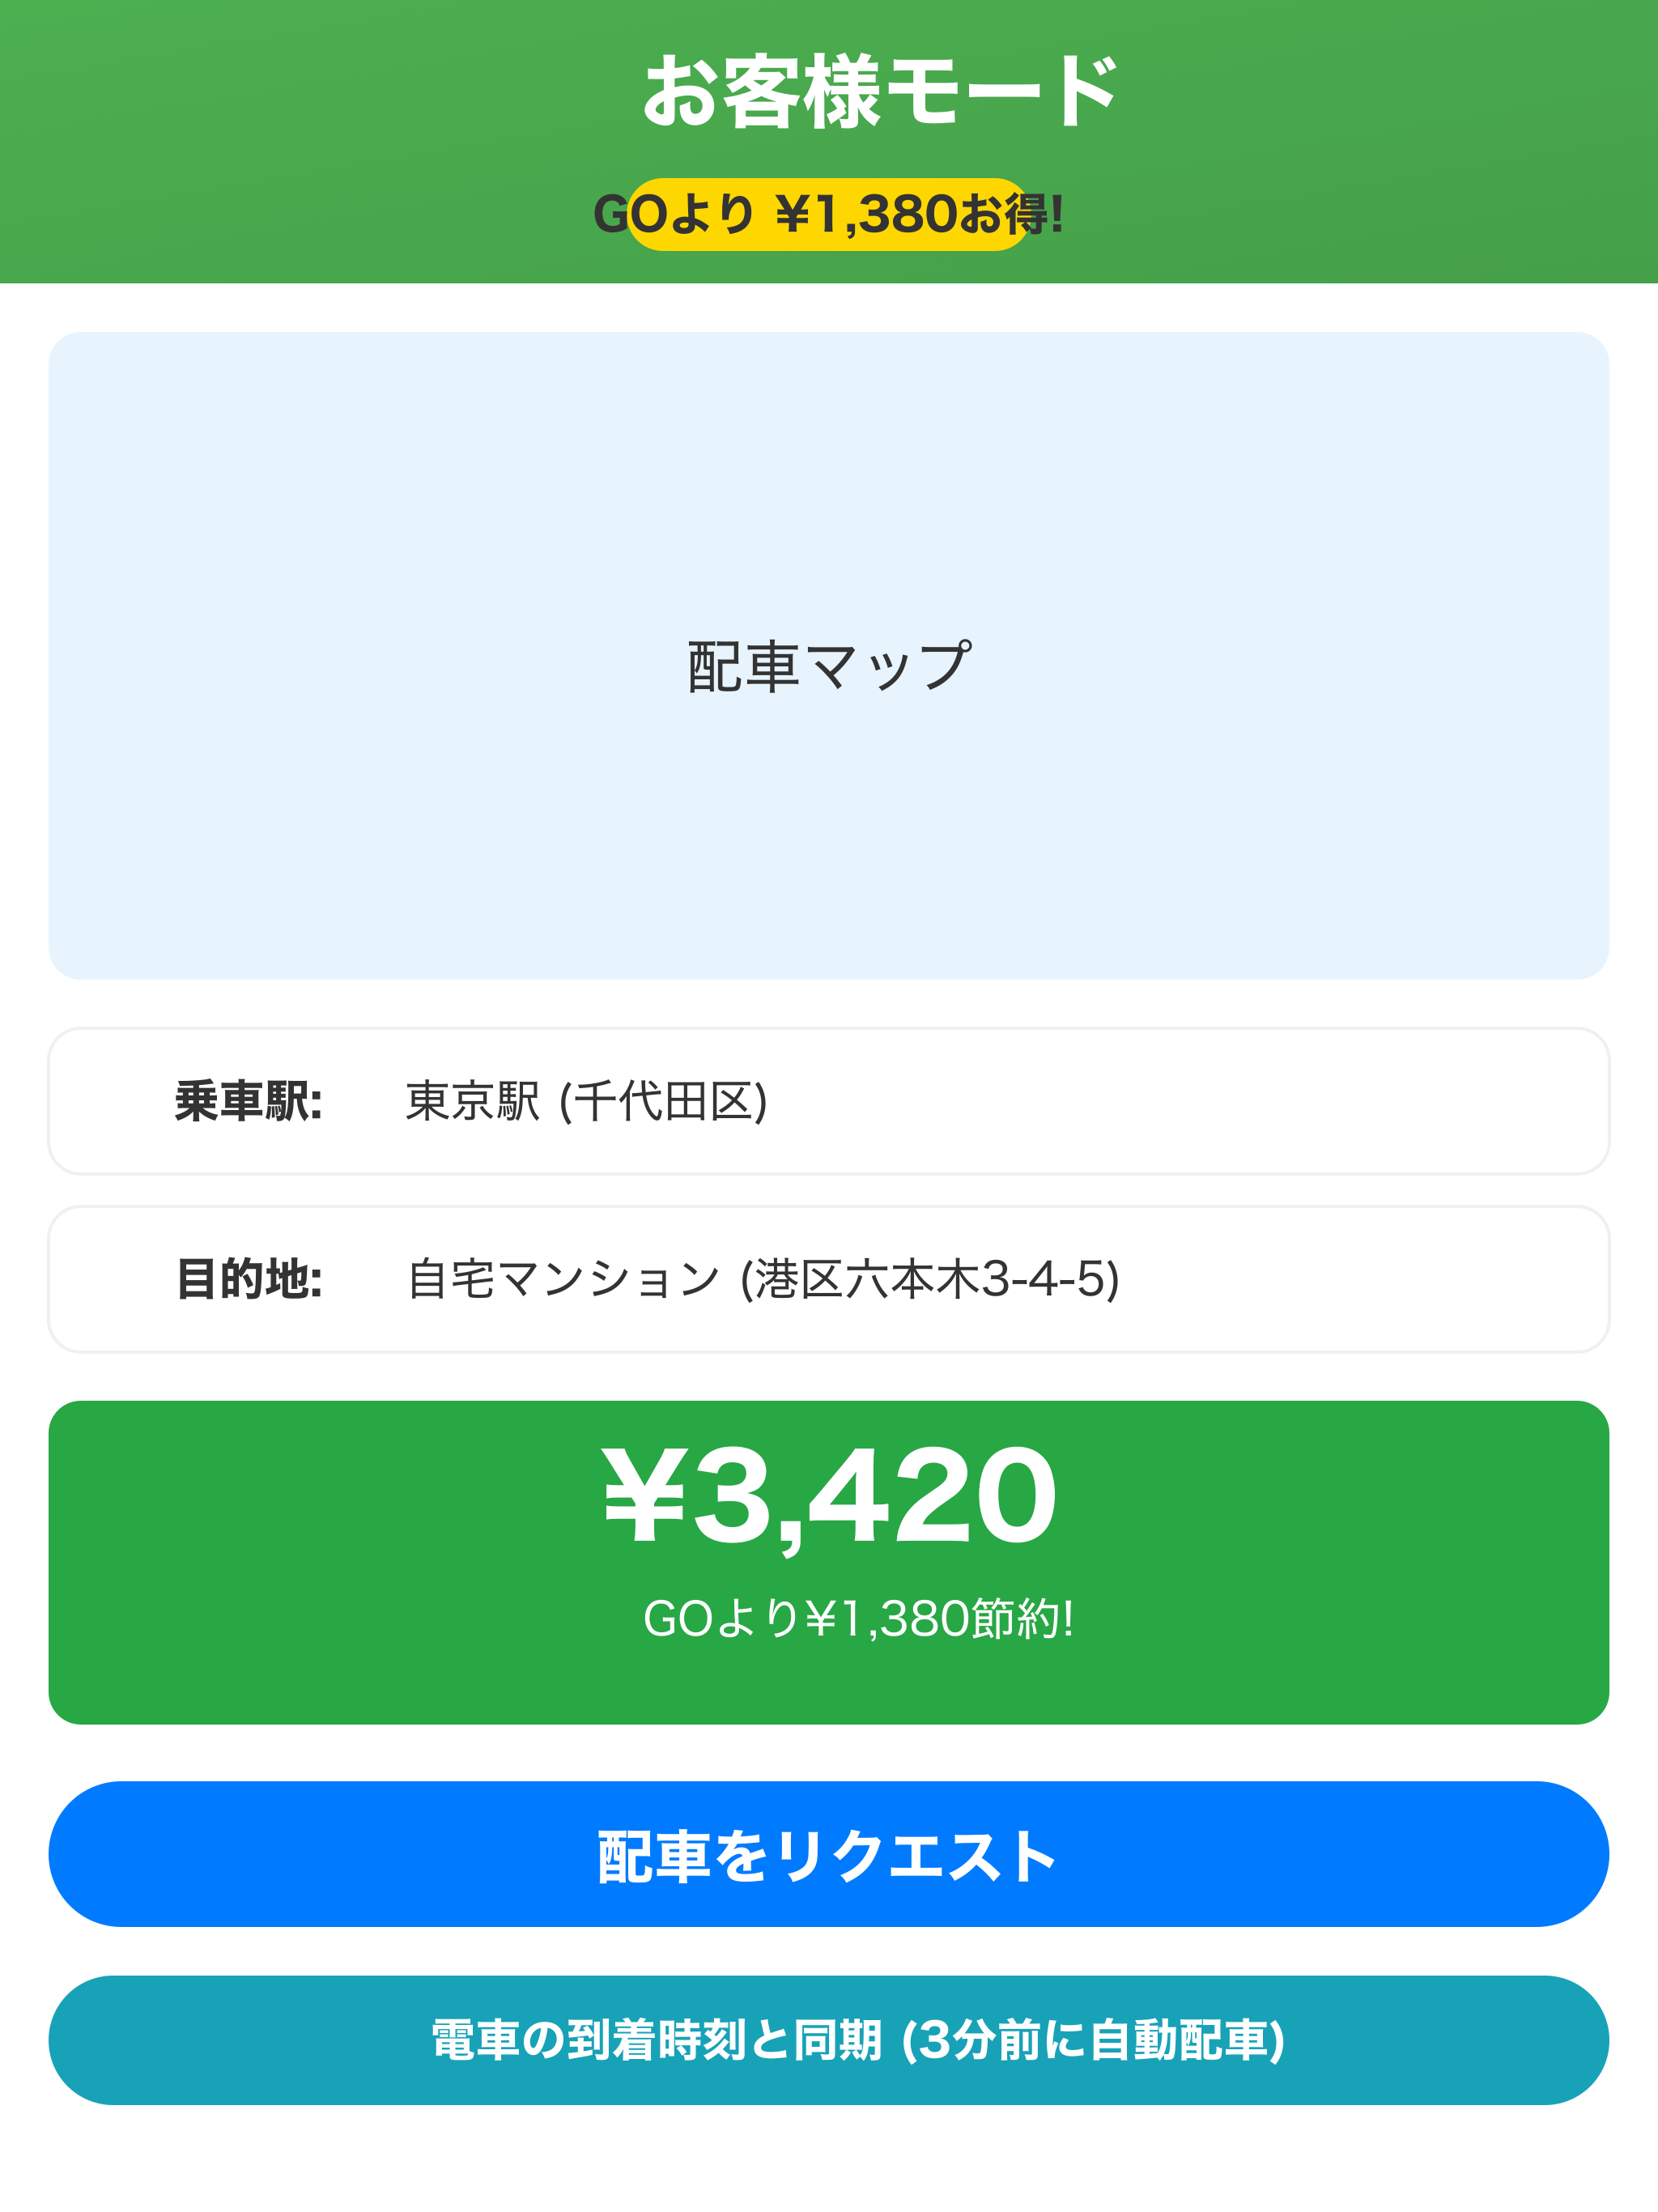 お客様モード
GOより ¥1,380お得!
配車マップ
乗車駅: 東京駅 (千代田区)
目的地: 自宅マンション (港区六本木3-4-5)
¥3,420
GOより¥1,380節約!
配車をリクエスト
電車の到着時刻と同期 (3分前に自動配車)